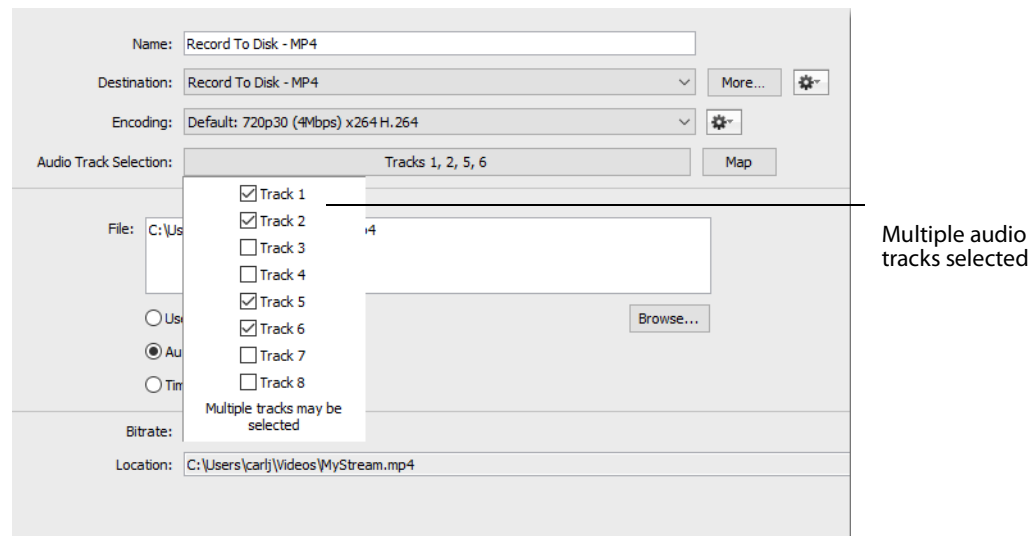 Name: Record To Disk - MP4
Destination: Record To Disk - MP4 More...
Encoding: Default: 720p30 (4Mbps) x264 H.264
Audio Track Selection: Tracks 1, 2, 5, 6 Map
Track 1
Track 2
Track 3
Track 4
Track 5
Track 6
Track 7
Track 8
Multiple tracks may be
selected
Multiple audio
tracks selected
File: C:\Us
Browse...
Bitrate:
Location: C:\Users\carlj\Videos\MyStream.mp4